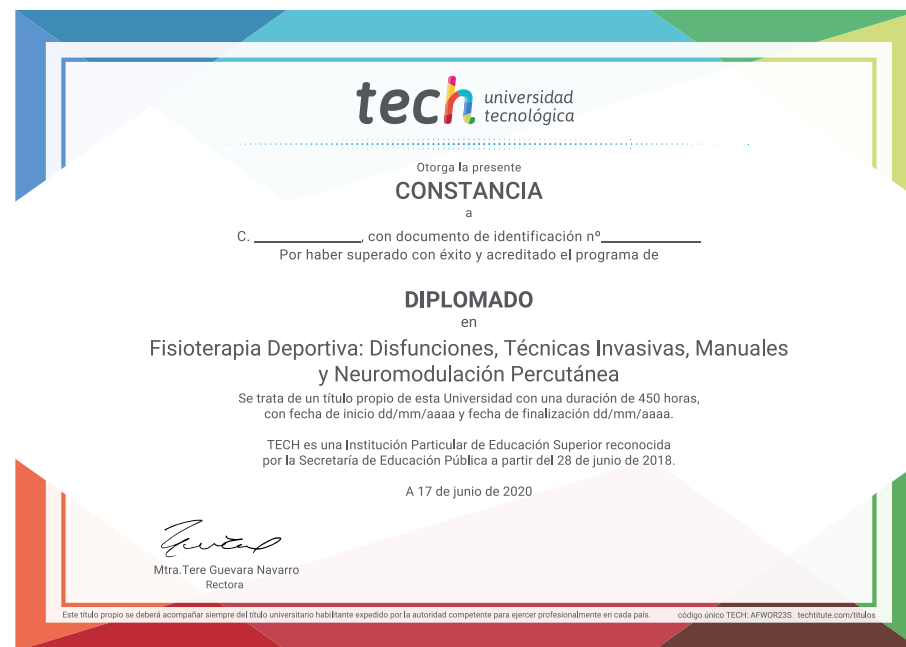 tech universidad
tecnológica
Otorga la presente
CONSTANCIA
a
C. ____________, con documento de identificación nº____________
Por haber superado con éxito y acreditado el programa de
DIPLOMADO
en
Fisioterapia Deportiva: Disfunciones, Técnicas Invasivas, Manuales
y Neuromodulación Percutánea
Se trata de un título propio de esta Universidad con una duración de 450 horas,
con fecha de inicio dd/mm/aaaa y fecha de finalización dd/mm/aaaa.
TECH es una Institución Particular de Educación Superior reconocida
por la Secretaría de Educación Pública a partir del 28 de junio de 2018.
A 17 de junio de 2020
Mtra.Tere Guevara Navarro
Rectora
Este título propio se deberá acompañar siempre del título universitario habilitante expedido por la autoridad competente para ejercer profesionalmente en cada país. código único TECH: AFWOR23S techtitute.com/titulos